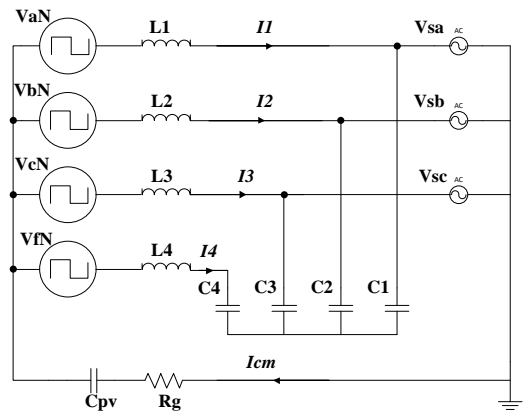 VaN L1 I1 Vsa AC
VbN L2 I2 Vsb AC
VcN L3 I3 Vsc AC
VfN L4 I4
C4 C3 C2 C1
Icm
Cpv Rg